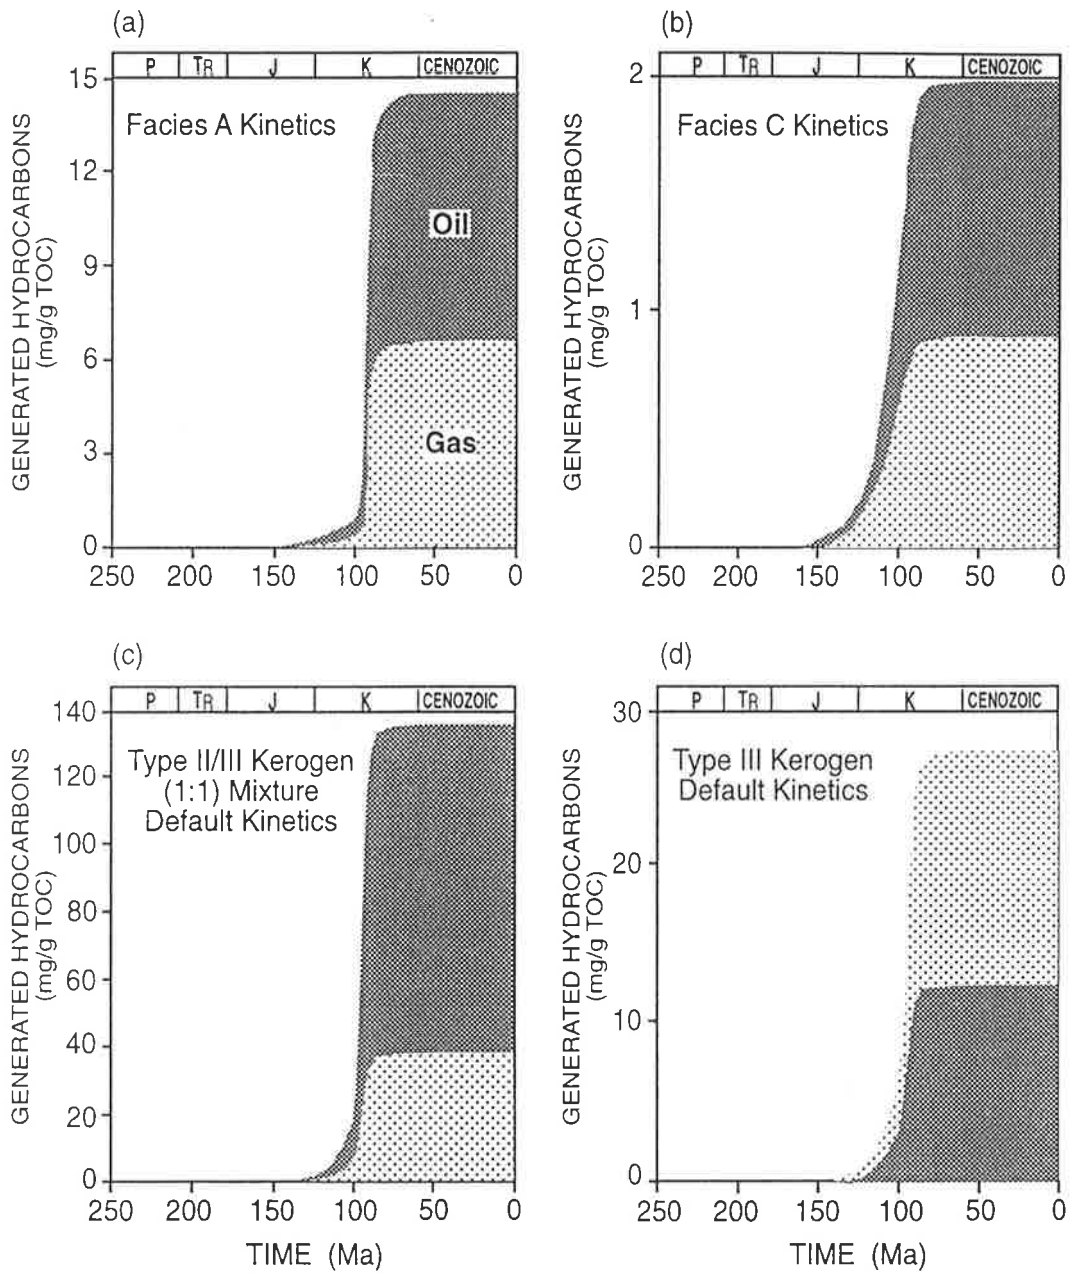 (a)
P TR J K CENOZOIC
Facies A Kinetics
Oil
Gas
15
12
9
6
3
0
GENERATED HYDROCARBONS
(mg/g TOC)
250 200 150 100 50 0
(b)
P TR J K CENOZOIC
Facies C Kinetics
2
1
0
GENERATED HYDROCARBONS
(mg/g TOC)
250 200 150 100 50 0
(c)
P TR J K CENOZOIC
Type II/III Kerogen
(1:1) Mixture
Default Kinetics
140
120
100
80
60
40
20
0
GENERATED HYDROCARBONS
(mg/g TOC)
250 200 150 100 50 0
TIME (Ma)
(d)
P TR J K CENOZOIC
Type III Kerogen
Default Kinetics
30
20
10
0
GENERATED HYDROCARBONS
(mg/g TOC)
250 200 150 100 50 0
TIME (Ma)